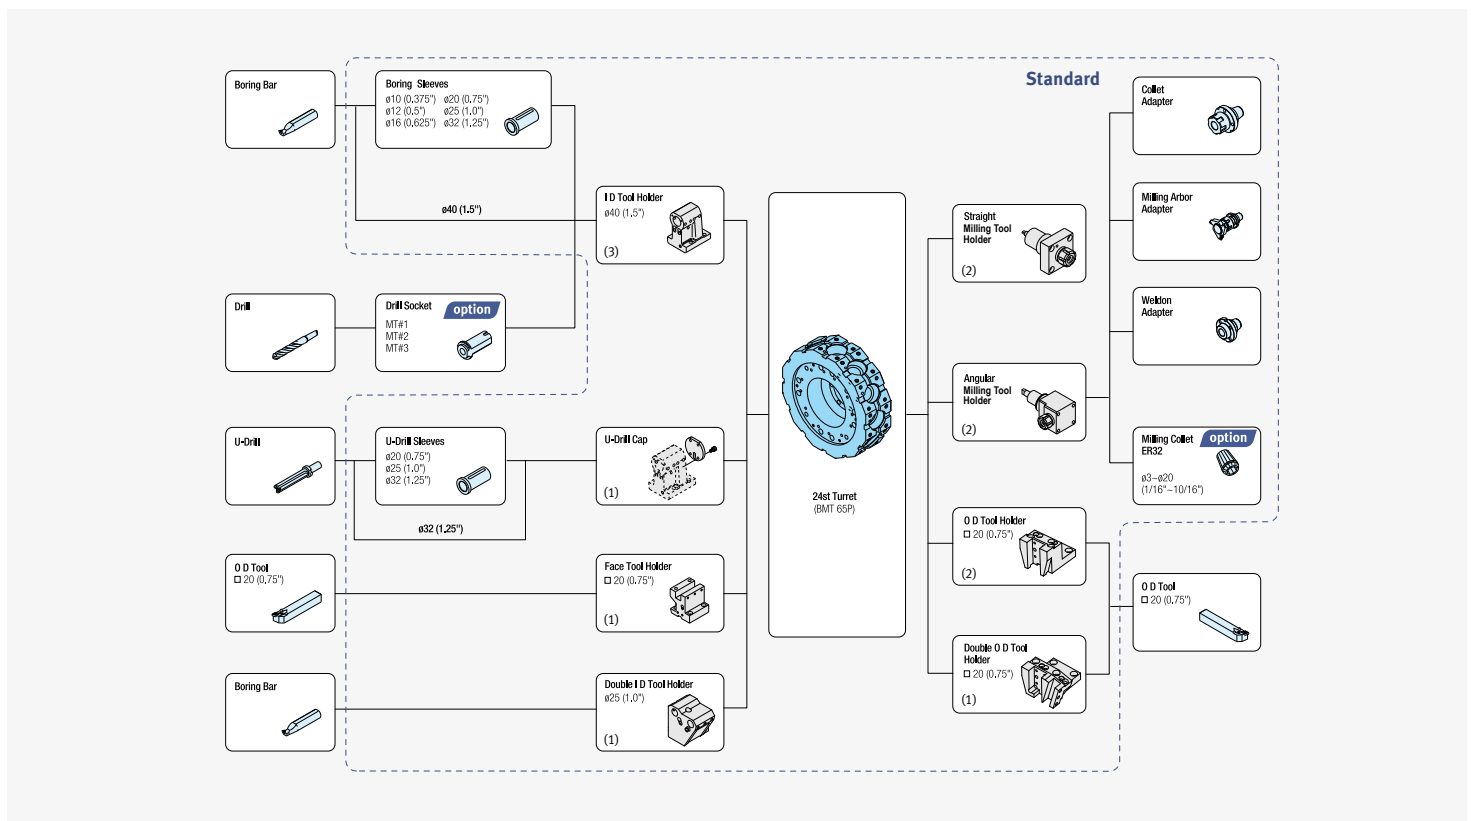 Standard
Boring Bar
Boring Sleeves
ø10 (0.375") ø20 (0.75")
ø12 (0.5") ø25 (1.0")
ø16 (0.625") ø32 (1.25")
ø40 (1.5")
I D Tool Holder
ø40 (1.5")
(3)
Drill
Drill Socket
option
MT#1
MT#2
MT#3
U-Drill
U-Drill Sleeves
ø20 (0.75")
ø25 (1.0")
ø32 (1.25")
ø32 (1.25")
U-Drill Cap
(1)
O D Tool
20 (0.75")
Face Tool Holder
20 (0.75")
(1)
Boring Bar
Double I D Tool Holder
ø25 (1.0")
(1)
24st Turret
(BMT 65P)
Straight
Milling Tool
Holder
(2)
Angular
Milling Tool
Holder
(2)
O D Tool Holder
20 (0.75")
(2)
Double O D Tool
Holder
20 (0.75")
(1)
Collet
Adapter
Milling Arbor
Adapter
Weldon
Adapter
Milling Collet
option
ER32
ø3~ø20
(1/16"~10/16")
O D Tool
20 (0.75")